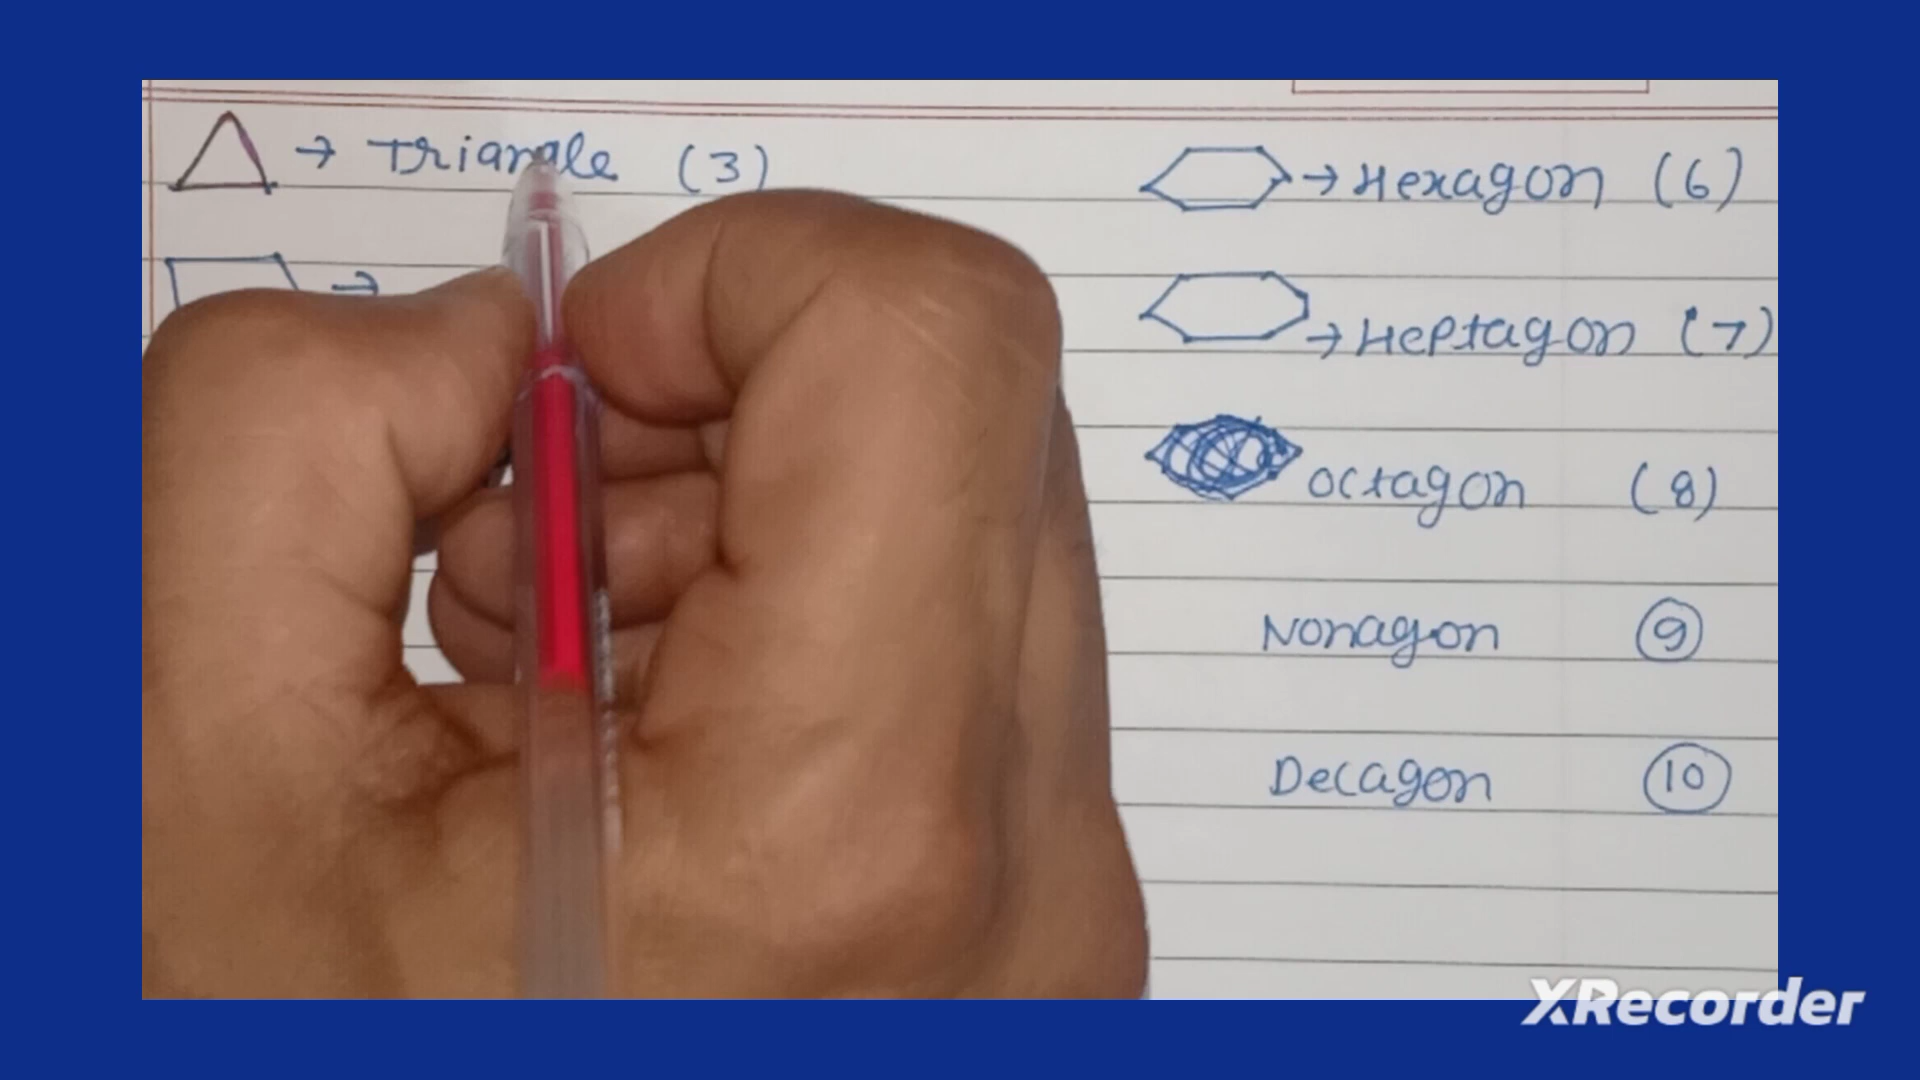 → Triangle (3)
→
→ Hexagon (6)
→ Heptagon (7)
octagon (8)
Nonagon 9
Decagon 10
XRecorder